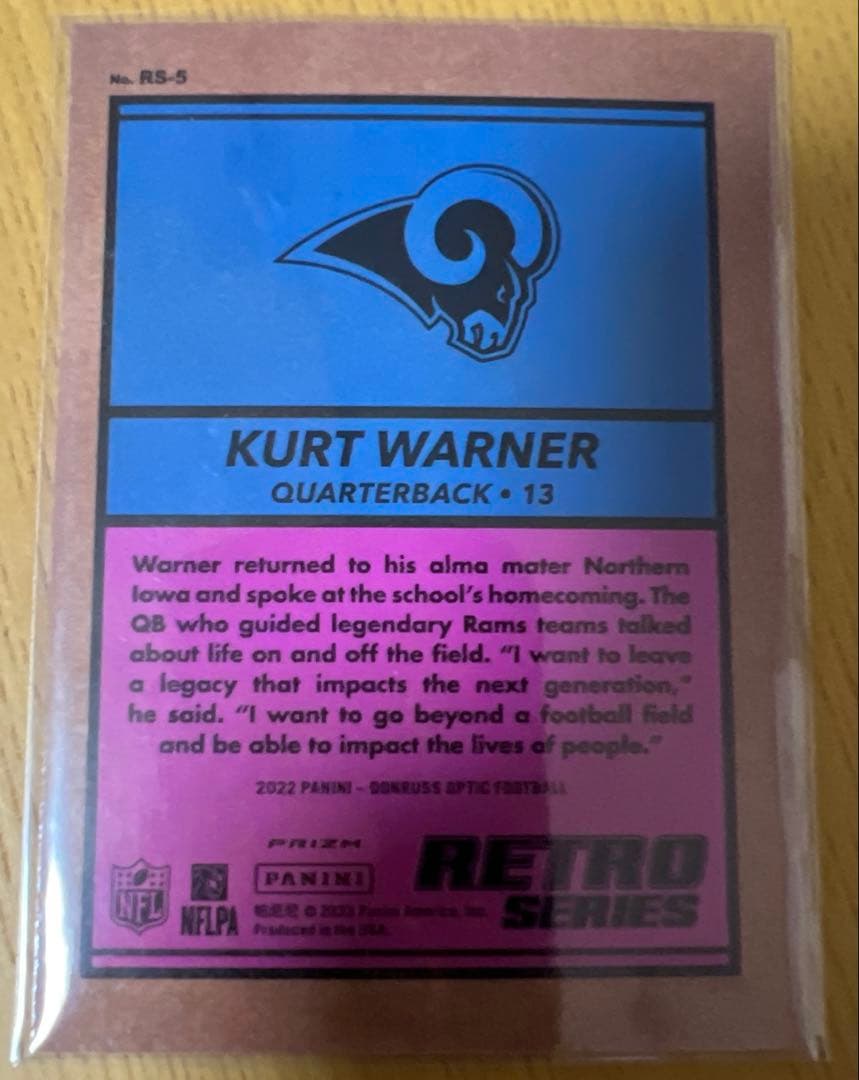 No. RS-5
KURT WARNER
QUARTERBACK • 13
Warner returned to his alma mater Northern
Iowa and spoke at the school's homecoming. The
QB who guided legendary Rams teams talked
about life on and off the field. "I want to leave
a legacy that impacts the next generation,"
he said. "I want to go beyond a football field
and be able to impact the lives of people."
2022 PANINI – DONRUSS OPTIC FOOTBALL
PRIZM
PANINI
RETRO
SERIES
NFL
NFLPA
© 2023 Panini America, Inc.
Produced in the USA.